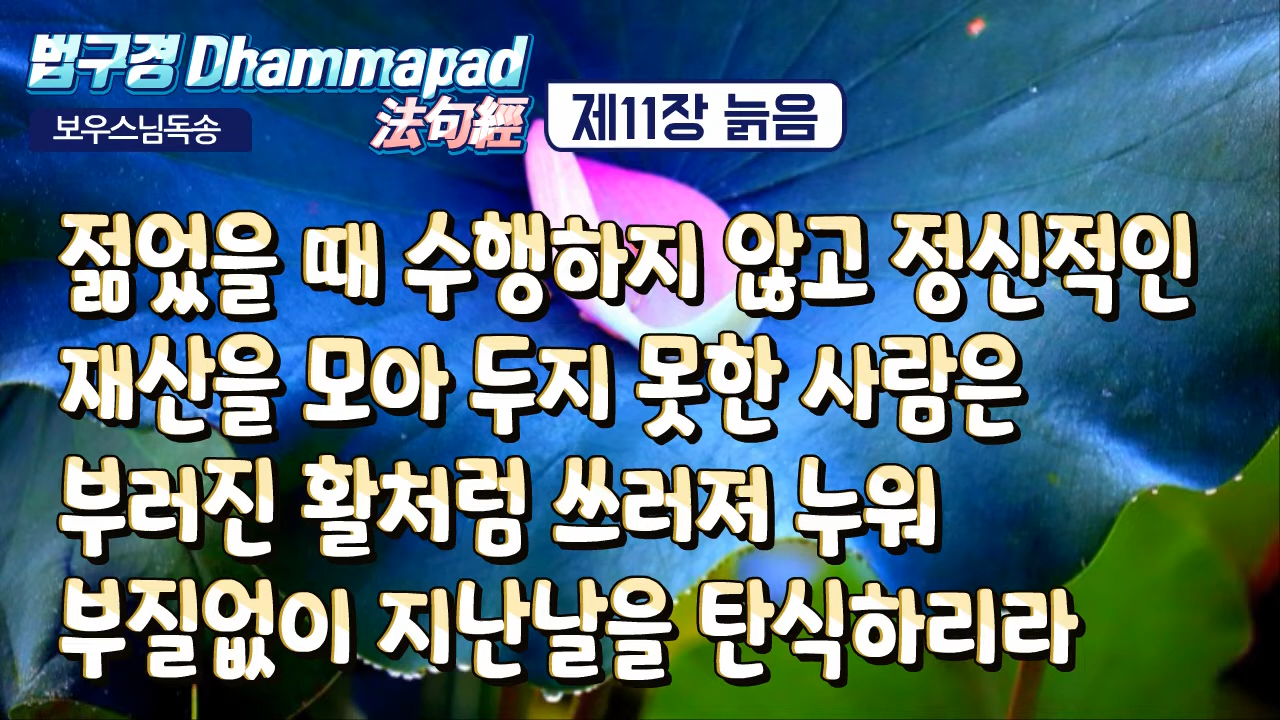 법구경 Dhammapad
法句經
보우스님독송
제11장 늙음
젊었을 때 수행하지 않고 정신적인
재산을 모아 두지 못한 사람은
부러진 활처럼 쓰러져 누워
부질없이 지난날을 탄식하리라